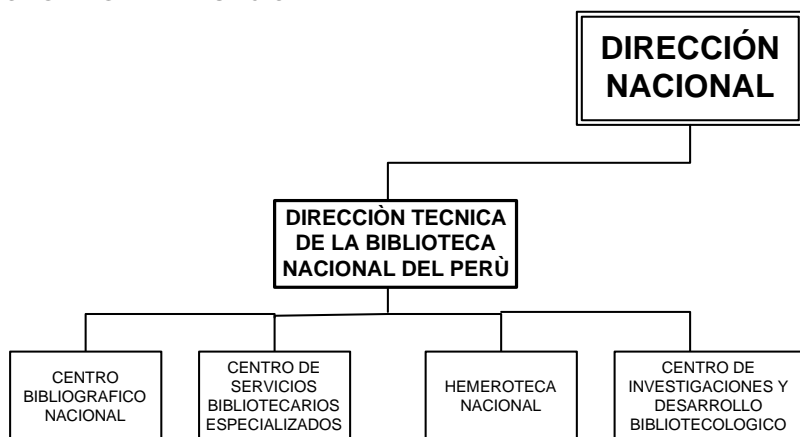 DIRECCIÓN
NACIONAL
DIRECCIÒN TECNICA
DE LA BIBLIOTECA
NACIONAL DEL PERÙ
CENTRO
BIBLIOGRAFICO
NACIONAL
CENTRO DE
SERVICIOS
BIBLIOTECARIOS
ESPECIALIZADOS
HEMEROTECA
NACIONAL
CENTRO DE
INVESTIGACIONES Y
DESARROLLO
BIBLIOTECOLOGICO